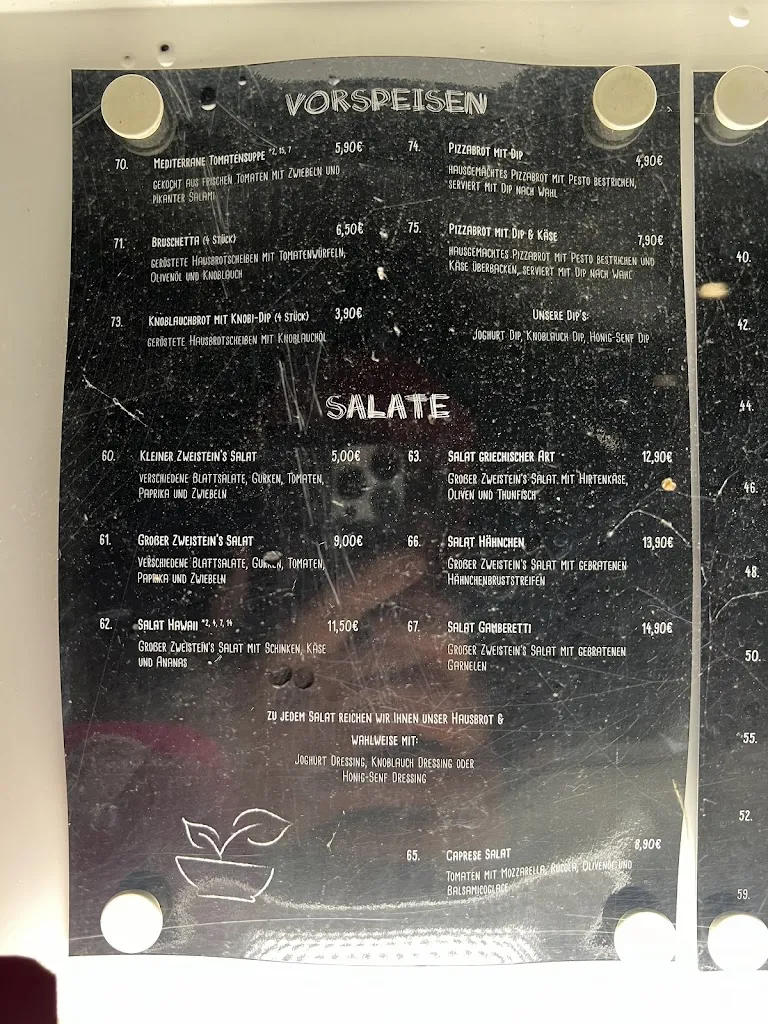 VORSPEISEN
70. MEDITERRANE TOMATENSUPPE *2, 15, 7 5,90€
GEKOCHT AUS FRISCHEN TOMATEN MIT ZWIEBELN UND
PIKANTER SALAMI
71. BRUSCHETTA (4 STÜCK) 6,50€
GERÖSTETE HAUSBROTSCHEIBEN MIT TOMATENWÜRFELN,
OLIVENÖL UND KNOBLAUCH
73. KNOBLAUCHBROT MIT KNOBI-DIP (4 STÜCK) 3,90€
GERÖSTETE HAUSBROTSCHEIBEN MIT KNOBLAUCHÖL
74. PIZZABROT MIT DIP 4,90€
HAUSGEMACHTES PIZZABROT MIT PESTO BESTRICHEN,
SERVIERT MIT DIP NACH WAHL
75. PIZZABROT MIT DIP & KÄSE 7,90€
HAUSGEMACHTES PIZZABROT MIT PESTO BESTRICHEN UND
KÄSE ÜBERBACKEN, SERVIERT MIT DIP NACH WAHL
UNSERE DIP'S:
JOGHURT DIP, KNOBLAUCH DIP, HONIG-SENF DIP
SALATE
60. KLEINER ZWEISTEIN'S SALAT 5,00€
VERSCHIEDENE BLATTSALATE, GURKEN, TOMATEN,
PAPRIKA UND ZWIEBELN
61. GROßER ZWEISTEIN'S SALAT 9,00€
VERSCHIEDENE BLATTSALATE, GURKEN, TOMATEN,
PAPRIKA UND ZWIEBELN
62. SALAT HAWAII *2, 4, 7, 14 11,50€
GROßER ZWEISTEIN'S SALAT MIT SCHINKEN, KÄSE
UND ANANAS
63. SALAT GRIECHISCHER ART 12,90€
GROßER ZWEISTEIN'S SALAT MIT HIRTENKÄSE,
OLIVEN UND THUNFISCH
66. SALAT HÄHNCHEN 13,90€
GROßER ZWEISTEIN'S SALAT MIT GEBRATENEN
HÄHNCHENBRUSTSTREIFEN
67. SALAT GAMBERETTI 14,90€
GROßER ZWEISTEIN'S SALAT MIT GEBRATENEN
GARNELEN
ZU JEDEM SALAT REICHEN WIR IHNEN UNSER HAUSBROT &
WAHLWEISE MIT:
JOGHURT DRESSING, KNOBLAUCH DRESSING ODER
HONIG-SENF DRESSING
65. CAPRESE SALAT 8,90€
TOMATEN MIT MOZZARELLA, RUCOLA, OLIVENÖL UND
BALSAMICOGLACE
40.
42.
44.
46.
48.
50.
55.
52.
59.